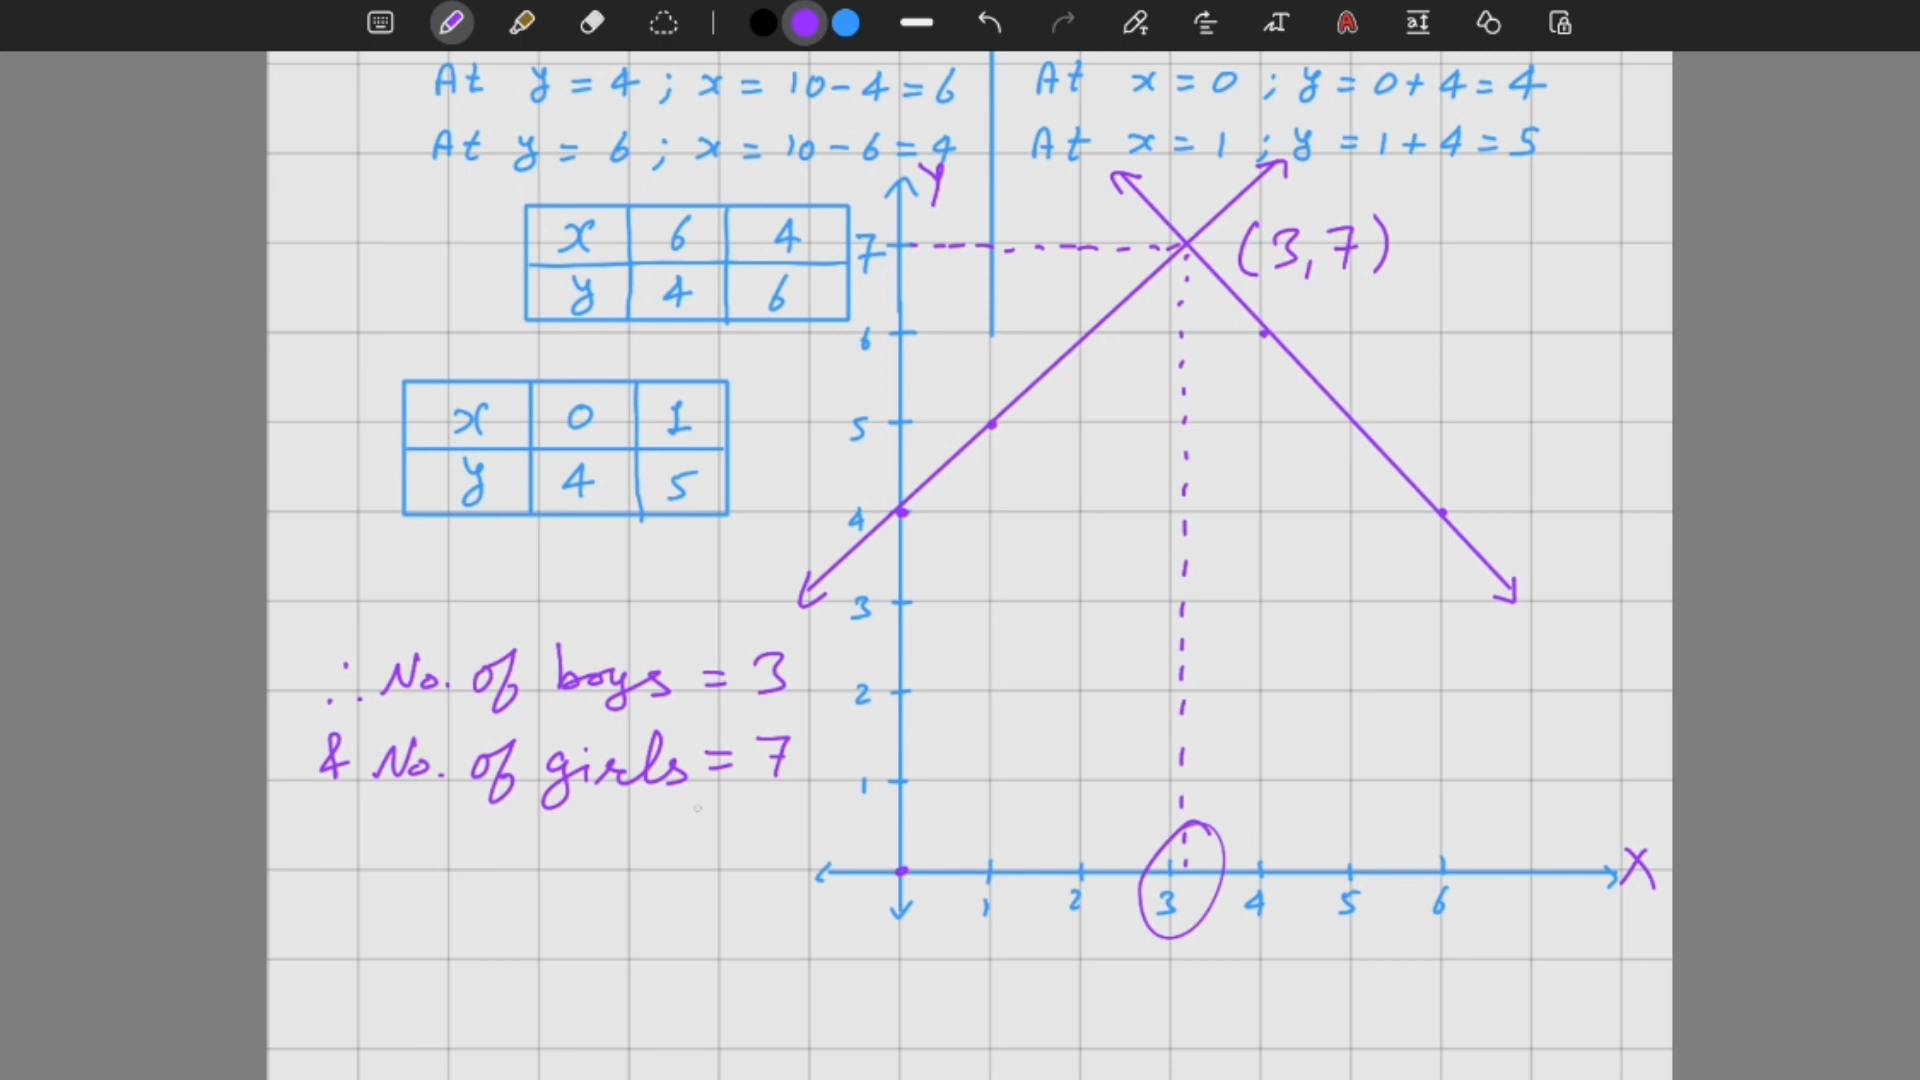 At y = 4 ; x = 10 - 4 = 6
At y = 6 ; x = 10 - 6 = 4
At x = 0 ; y = 0 + 4 = 4
At x = 1 ; y = 1 + 4 = 5
x 6 4
y 4 6
x 0 1
y 4 5
∴ No. of boys = 3
& No. of girls = 7
Y
7
6
5
4
3
2
1
(3,7)
1 2 3 4 5 6
X